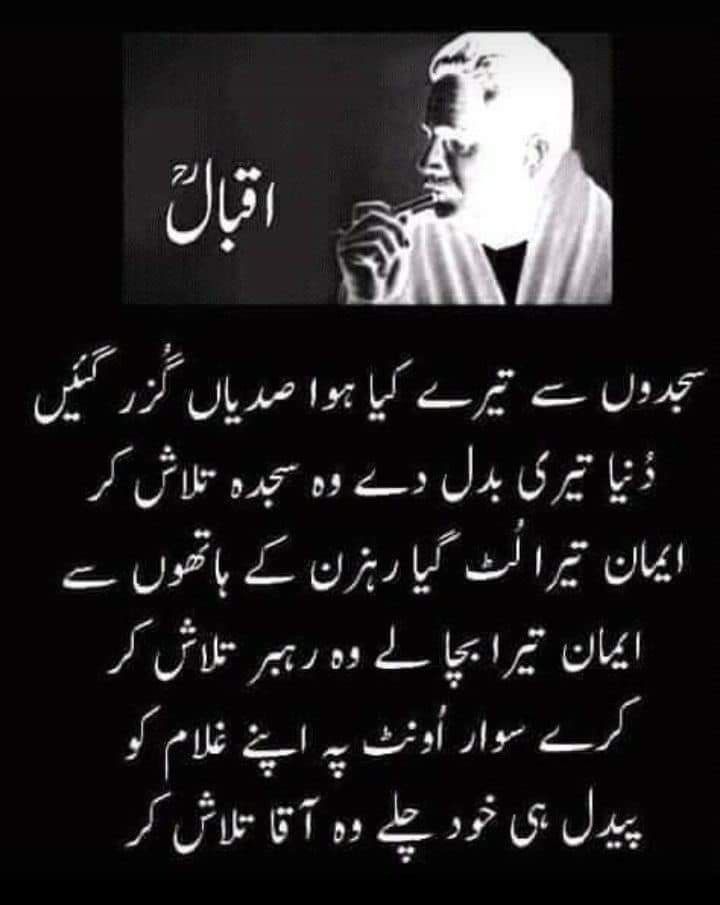 اقبالؒ
سجدوں سے تیرے کیا ہوا صدیاں گُزر گئیں
دُنیا تیری بدل دے وہ سجدہ تلاش کر
ایمان تیرا لُٹ گیا رہزن کے ہاتھوں سے
ایمان تیرا بچا لے وہ رہبر تلاش کر
کرے سوار اُونٹ پہ اپنے غلام کو
پیدل ہی خود چلے وہ آقا تلاش کر